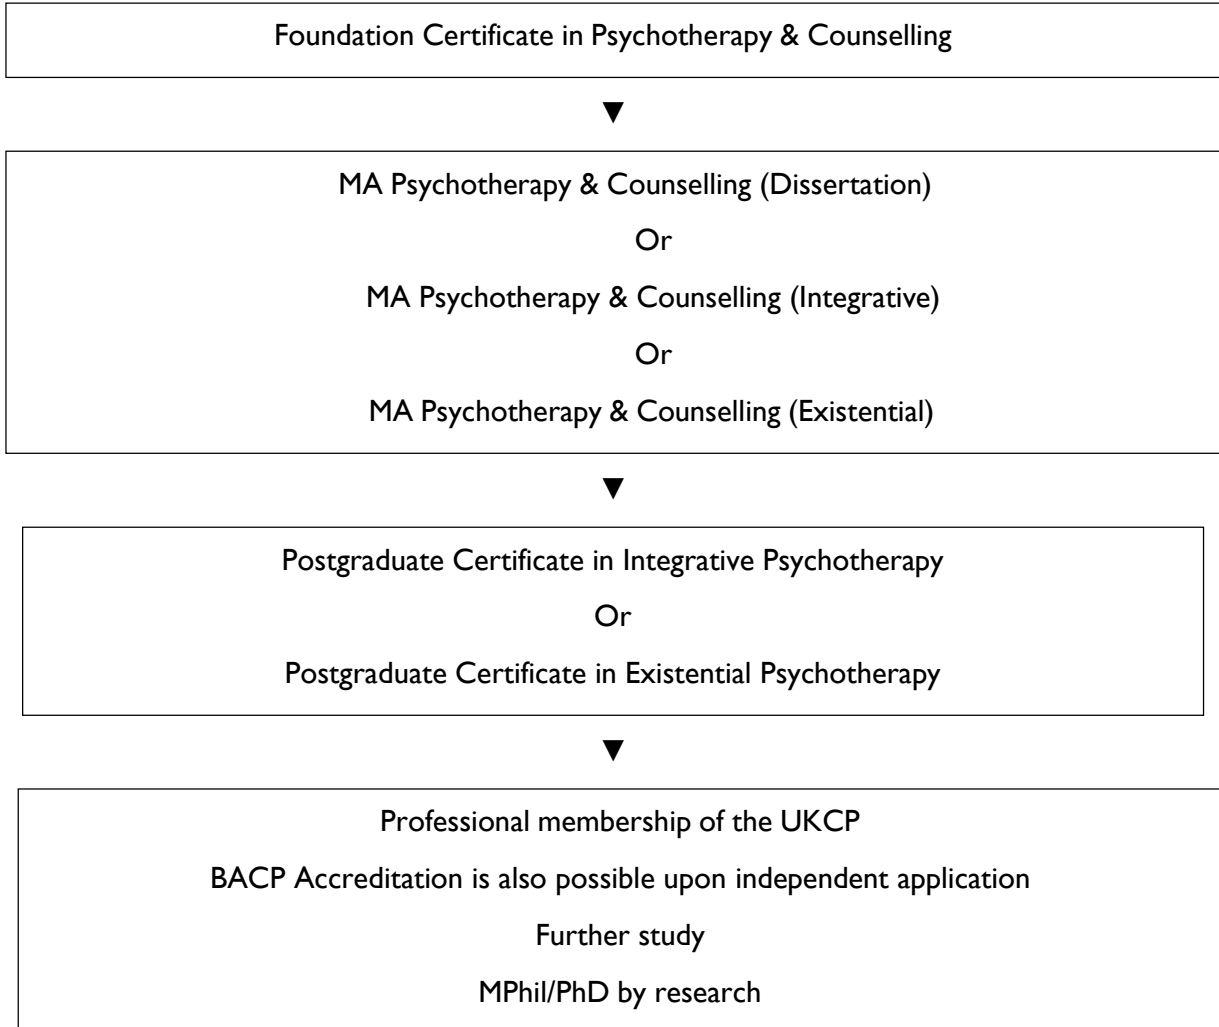 Foundation Certificate in Psychotherapy & Counselling
MA Psychotherapy & Counselling (Dissertation)
Or
MA Psychotherapy & Counselling (Integrative)
Or
MA Psychotherapy & Counselling (Existential)
Postgraduate Certificate in Integrative Psychotherapy
Or
Postgraduate Certificate in Existential Psychotherapy
Professional membership of the UKCP
BACP Accreditation is also possible upon independent application
Further study
MPhil/PhD by research